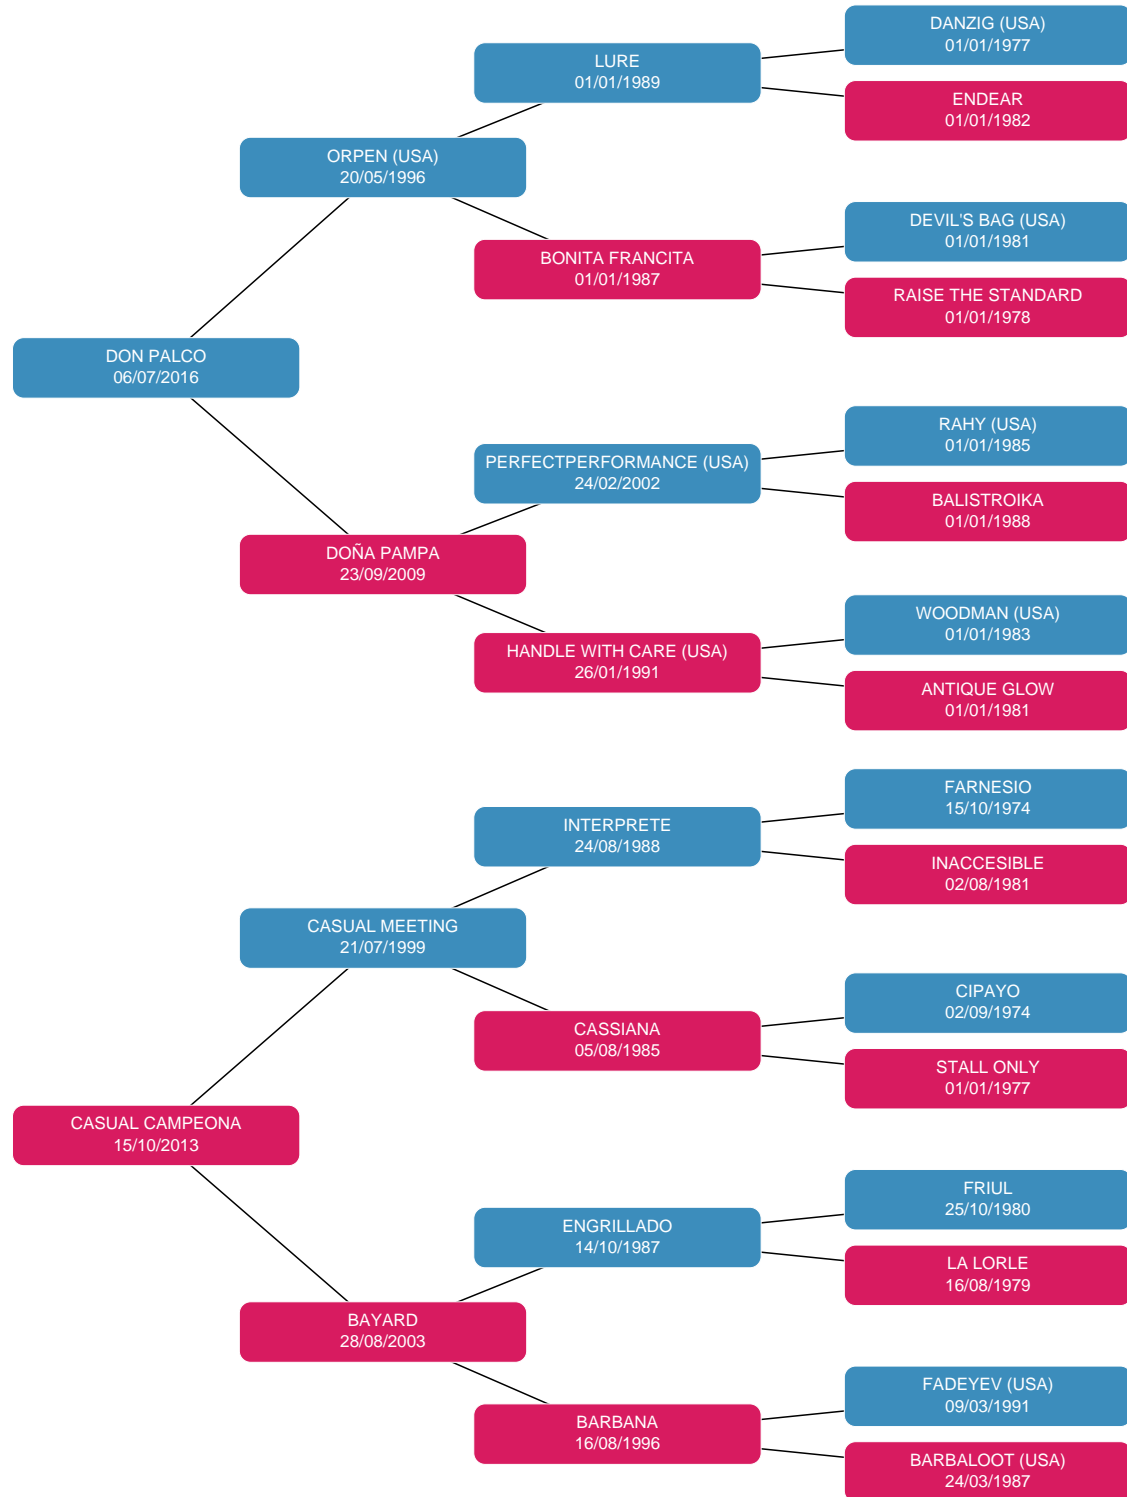 DANZIG (USA)
01/01/1977
LURE
01/01/1989
ENDEAR
01/01/1982
ORPEN (USA)
20/05/1996
DEVIL'S BAG (USA)
01/01/1981
BONITA FRANCITA
01/01/1987
RAISE THE STANDARD
01/01/1978
DON PALCO
06/07/2016
RAHY (USA)
01/01/1985
PERFECTPERFORMANCE (USA)
24/02/2002
BALISTROIKA
01/01/1988
DOÑA PAMPA
23/09/2009
WOODMAN (USA)
01/01/1983
HANDLE WITH CARE (USA)
26/01/1991
ANTIQUE GLOW
01/01/1981
FARNESIO
15/10/1974
INTERPRETE
24/08/1988
INACCESIBLE
02/08/1981
CASUAL MEETING
21/07/1999
CIPAYO
02/09/1974
CASSIANA
05/08/1985
STALL ONLY
01/01/1977
CASUAL CAMPEONA
15/10/2013
FRIUL
25/10/1980
ENGRILLADO
14/10/1987
LA LORLE
16/08/1979
BAYARD
28/08/2003
FADEYEV (USA)
09/03/1991
BARBANA
16/08/1996
BARBALOOT (USA)
24/03/1987